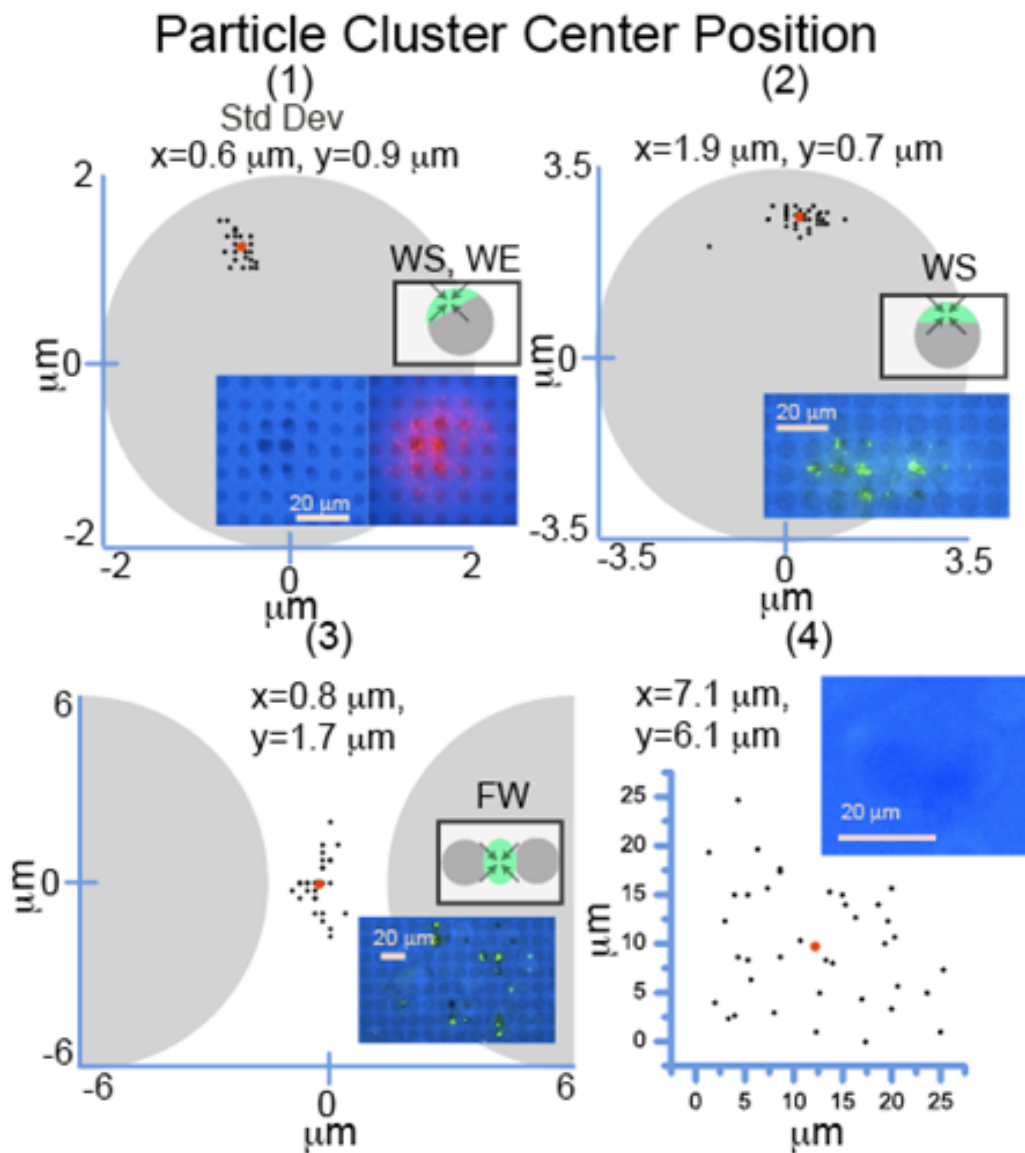 Particle Cluster Center Position
(1)
Std Dev
x=0.6 μm, y=0.9 μm
2
0
-2
μm
WS, WE
20 μm
-2
0
2
μm
(2)
x=1.9 μm, y=0.7 μm
3.5
0
-3.5
μm
WS
20 μm
-3.5
0
3.5
μm
(3)
x=0.8 μm,
y=1.7 μm
6
0
-6
μm
FW
20 μm
-6
0
6
μm
(4)
x=7.1 μm,
y=6.1 μm
20 μm
25
20
15
10
5
0
μm
0
5
10
15
20
25
μm